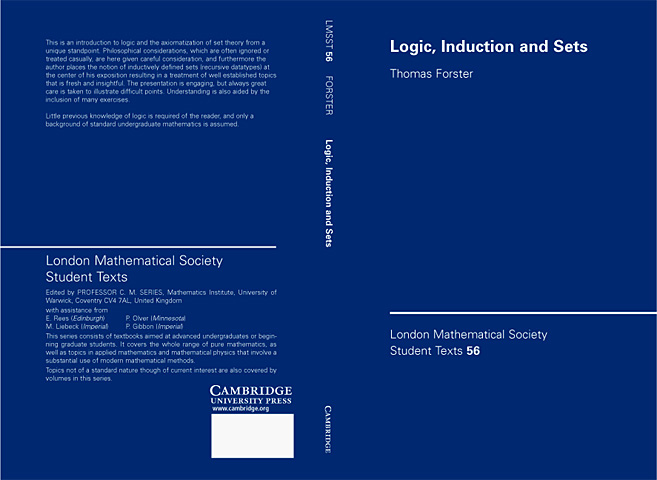 This is an introduction to logic and the axiomatization of set theory from a
unique standpoint. Philosophical considerations, which are often ignored or
treated casually, are here given careful consideration, and furthermore the
author places the notion of inductively defined sets (recursive datatypes) at
the center of his exposition resulting in a treatment of well established topics
that is fresh and insightful. The presentation is engaging, but always great
care is taken to illustrate difficult points. Understanding is also aided by the
inclusion of many exercises.
Little previous knowledge of logic is required of the reader, and only a
background of standard undergraduate mathematics is assumed.
London Mathematical Society
Student Texts
Edited by PROFESSOR C. M. SERIES, Mathematics Institute, University of
Warwick, Coventry CV4 7AL, United Kingdom
with assistance from
E. Rees (Edinburgh) P. Olver (Minnesota)
M. Liebeck (Imperial) P. Gibbon (Imperial)
This series consists of textbooks aimed at advanced undergraduates or begin-
ning graduate students. It covers the whole range of pure mathematics, as
well as topics in applied mathematics and mathematical physics that involve a
substantial use of modern mathematical methods.
Topics not of a standard nature though of current interest are also covered by
volumes in this series.
CAMBRIDGE
UNIVERSITY PRESS
www.cambridge.org
LMSST 56 FORSTER Logic, Induction and Sets CAMBRIDGE
Logic, Induction and Sets
Thomas Forster
London Mathematical Society
Student Texts 56